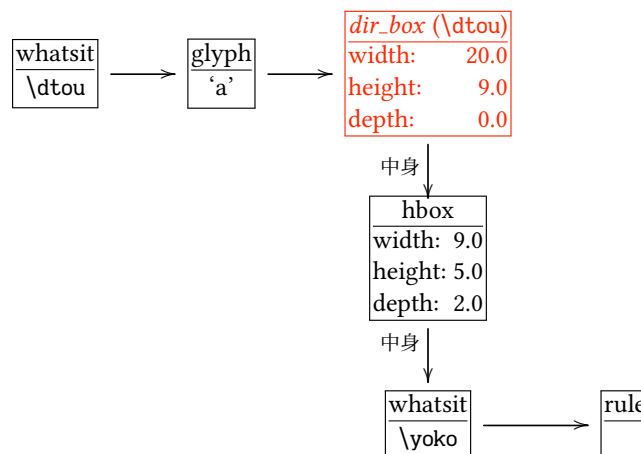 whatsit
\dtou
glyph
‘a’
dir_box (\dtou)
width: 20.0
height: 9.0
depth: 0.0
中身
hbox
width: 9.0
height: 5.0
depth: 2.0
中身
whatsit
\yoko
rule